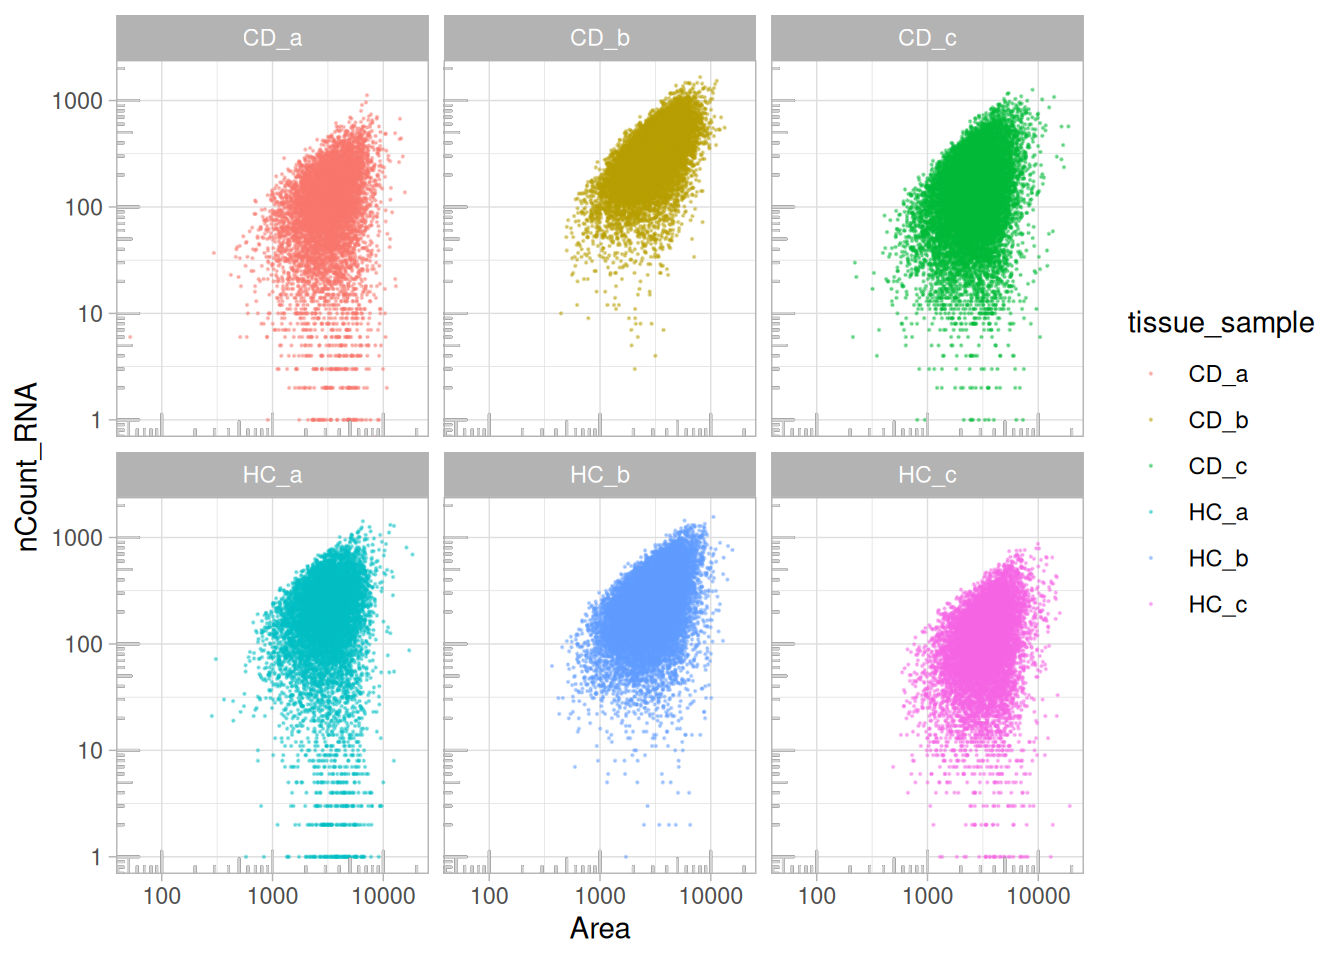 CD_a CD_b CD_c
1000
100
10
1
HC_a HC_b HC_c
1000
100
10
1
100 1000 10000 100 1000 10000 100 1000 10000
Area
nCount_RNA
tissue_sample
CD_a
CD_b
CD_c
HC_a
HC_b
HC_c